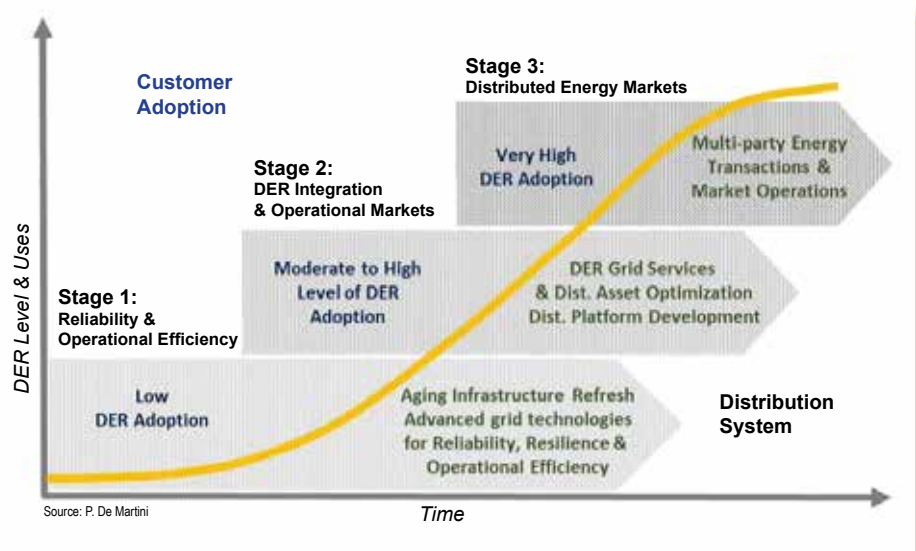 Customer
Adoption
Stage 3:
Distributed Energy Markets
Very High
DER Adoption
Multi-party Energy
Transactions &
Market Operations
Stage 2:
DER Integration
& Operational Markets
Moderate to High
Level of DER
Adoption
DER Grid Services
& Dist. Asset Optimization
Dist. Platform Development
Stage 1:
Reliability &
Operational Efficiency
Low
DER Adoption
Aging Infrastructure Refresh
Advanced grid technologies
for Reliability, Resilience &
Operational Efficiency
Distribution
System
DER Level & Uses
Time
Source: P. De Martini